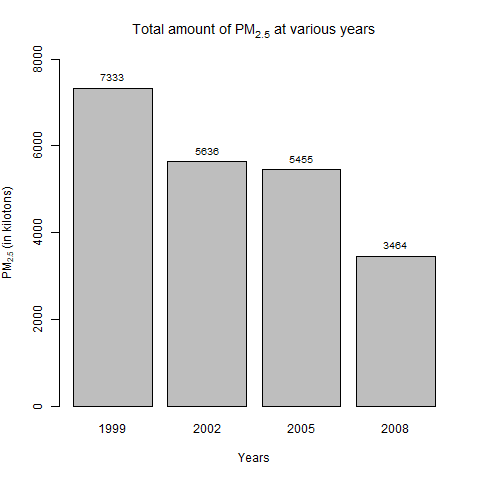 Total amount of PM2.5 at various years
PM2.5 (in kilotons)
8000
6000
4000
2000
0
7333
5636
5455
3464
1999 2002 2005 2008
Years